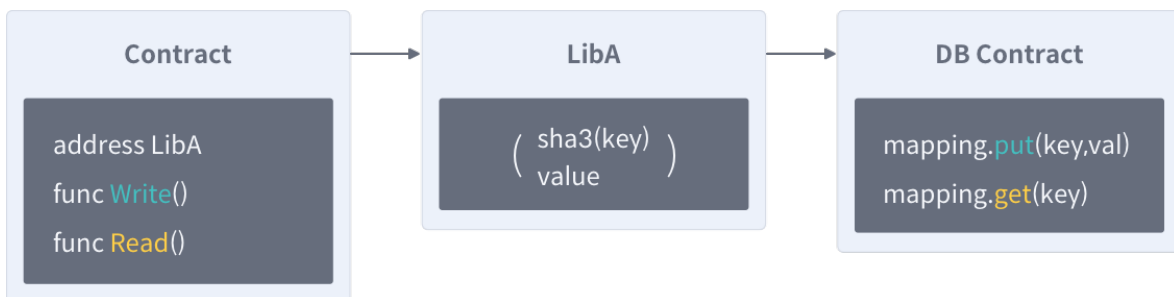 Contract
address LibA
func Write()
func Read()
LibA
( sha3(key)
value )
DB Contract
mapping.put(key,val)
mapping.get(key)